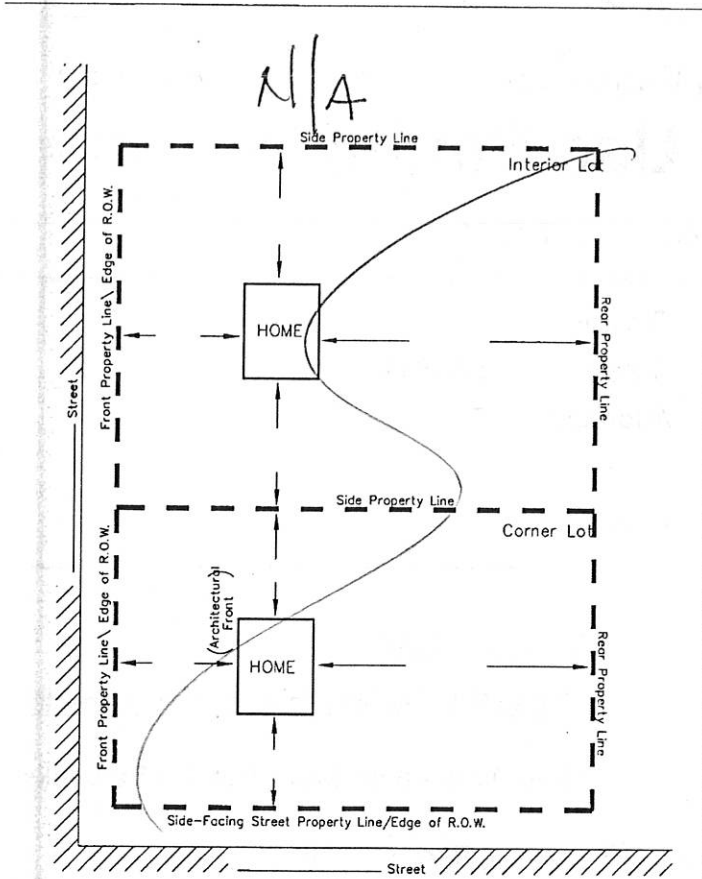 N/A
Side Property Line
Interior Lot
Front Property Line\ Edge of R.O.W.
HOME
Rear Property Line
Street
Side Property Line
Corner Lot
Front Property Line\ Edge of R.O.W.
(Architectural
Front)
HOME
Rear Property Line
Side-Facing Street Property Line/Edge of R.O.W.
Street